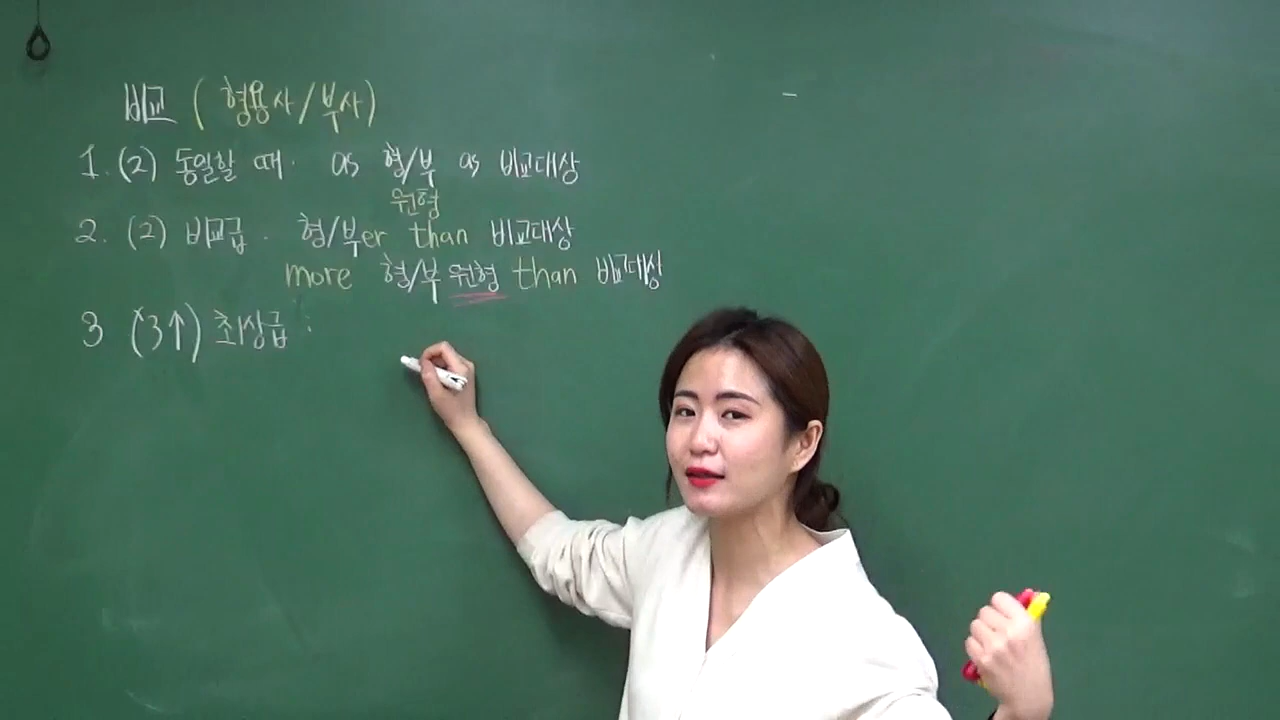 비교 ( 형용사/부사)
1. (2) 동일할 때. as 형/부 as 비교대상
원형
2. (2) 비교급. 형/부er than 비교대상
more 형/부 원형 than 비교대상
3 (3↑) 최상급 :